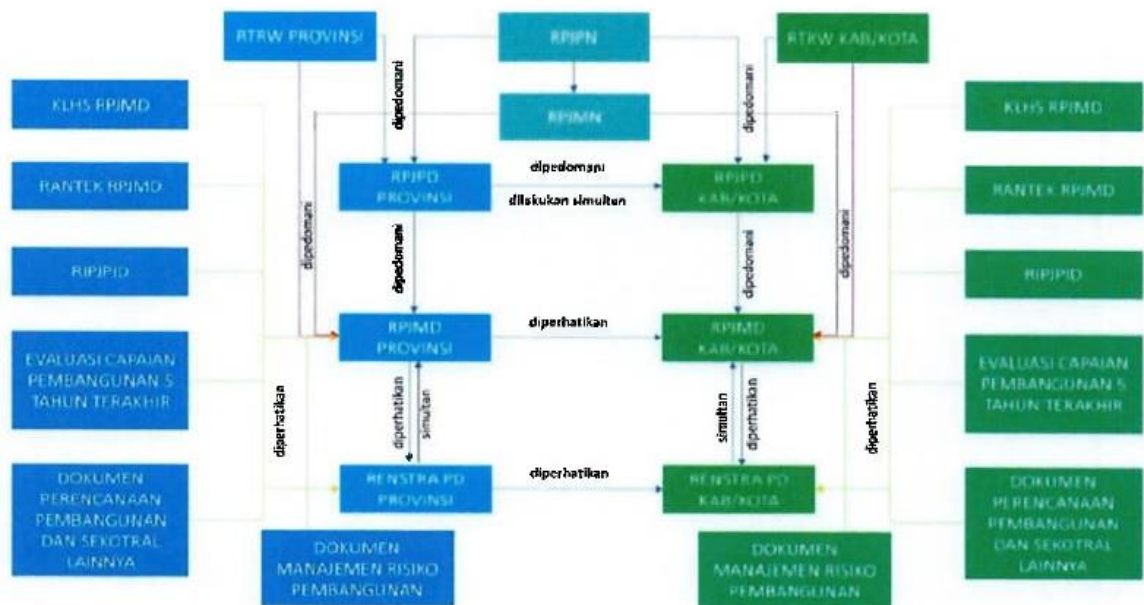 RTRW PROVINSI
RPJPN
RTRW KAB/KOTA
KLHS RPJMD
dipedomani
RPJMN
dipedomani
KLHS RPJMD
RANTEK RPJMD
RPJPD
PROVINSI
dipedomani
dilakukan simultan
RPJPD
KAB/KOTA
RANTEK RPJMD
RIPJPID
dipedomani
dipedomani
dipedomani
dipedomani
RIPJPID
EVALUASI CAPAIAN
PEMBANGUNAN 5
TAHUN TERAKHIR
RPJMD
PROVINSI
diperhatikan
RPJMD
KAB/KOTA
EVALUASI CAPAIAN
PEMBANGUNAN 5
TAHUN TERAKHIR
diperhatikan
diperhatikan
simultan
simultan
diperhatikan
diperhatikan
DOKUMEN
PERENCANAAN
PEMBANGUNAN
DAN SEKOTRAL
LAINNYA
RENSTRA PD
PROVINSI
diperhatikan
RENSTRA PD
KAB/KOTA
DOKUMEN
PERENCANAAN
PEMBANGUNAN
DAN SEKOTRAL
LAINNYA
DOKUMEN
MANAJEMEN RISIKO
PEMBANGUNAN
DOKUMEN
MANAJEMEN RISIKO
PEMBANGUNAN